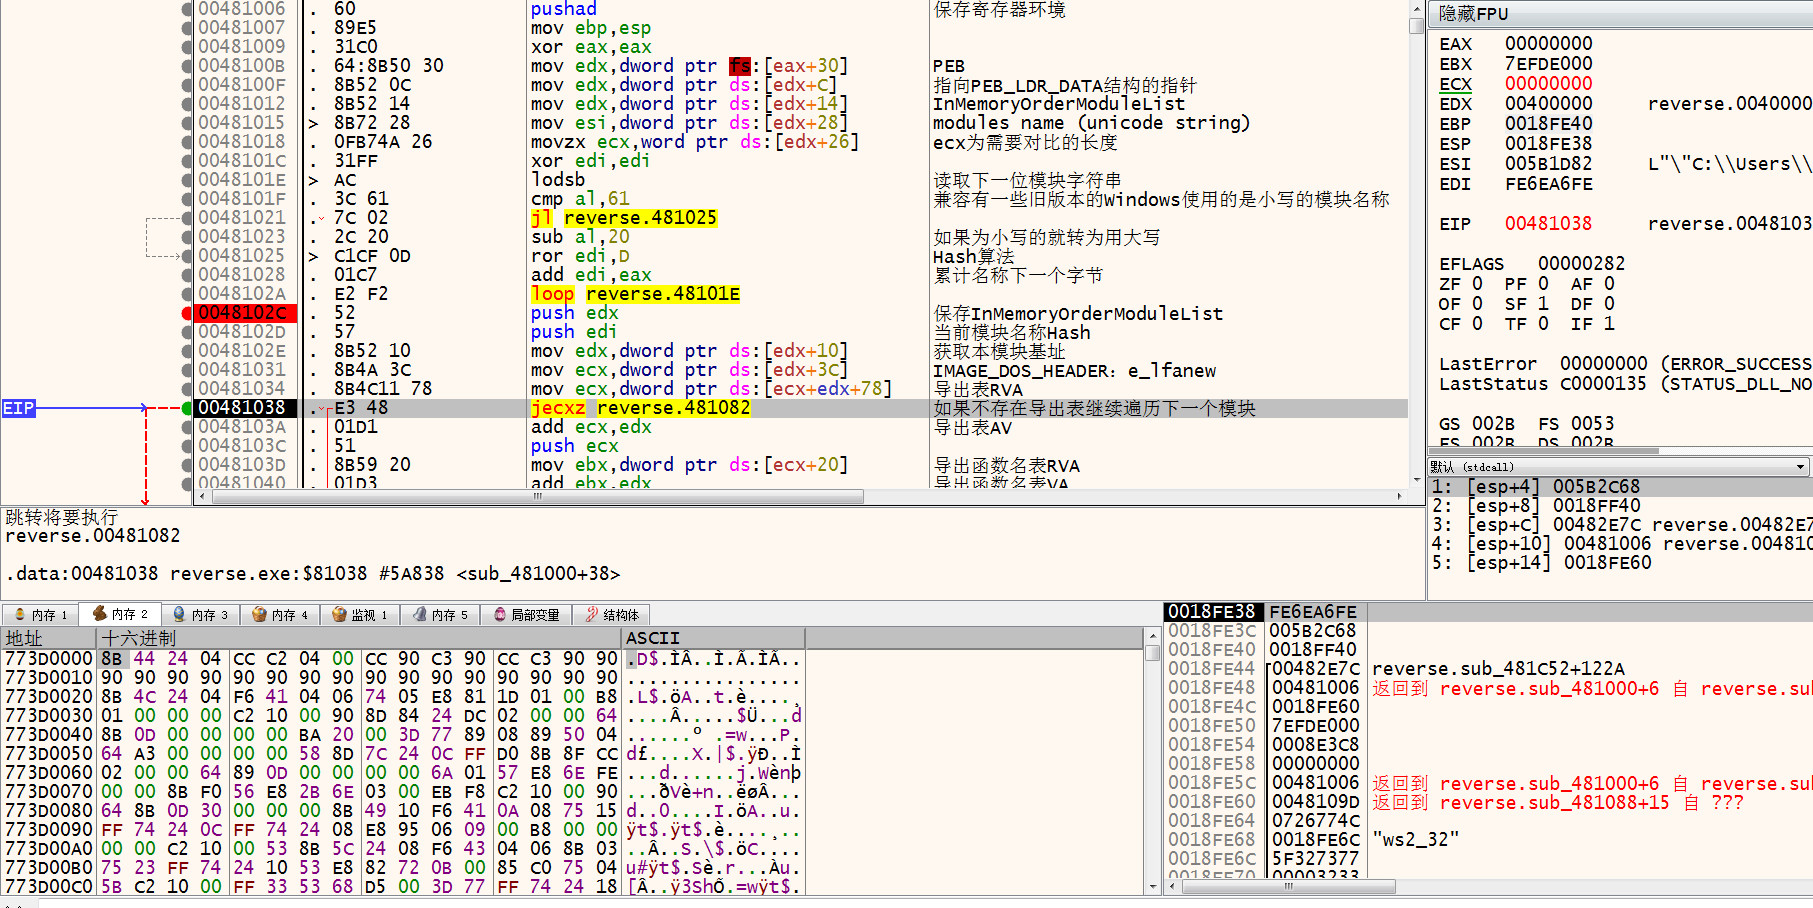 00481006 . 60 pushad 保存寄存器环境
00481007 . 89E5 mov ebp,esp
00481009 . 31C0 xor eax,eax
0048100B . 64:8B50 30 mov edx,dword ptr fs:[eax+30] PEB
0048100F . 8B52 0C mov edx,dword ptr ds:[edx+C] 指向PEB_LDR_DATA结构的指针
00481012 . 8B52 14 mov edx,dword ptr ds:[edx+14] InMemoryOrderModuleList
00481015 > 8B72 28 mov esi,dword ptr ds:[edx+28] modules name (unicode string)
00481018 . 0FB74A 26 movzx ecx,word ptr ds:[edx+26] ecx为需要对比的长度
0048101C . 31FF xor edi,edi
0048101E > AC lodsb 读取下一位模块字符串
0048101F . 3C 61 cmp al,61 兼容有一些旧版本的Windows使用的是小写的模块名称
00481021 . 7C 02 jl reverse.481025
00481023 . 2C 20 sub al,20 如果为小写的就转为用大写
00481025 > C1CF 0D ror edi,D Hash算法
00481028 . 01C7 add edi,eax 累计名称下一个字节
0048102A . E2 F2 loop reverse.48101E
0048102C . 52 push edx 保存InMemoryOrderModuleList
0048102D . 57 push edi 当前模块名称Hash
0048102E . 8B52 10 mov edx,dword ptr ds:[edx+10] 获取本模块基址
00481031 . 8B4A 3C mov ecx,dword ptr ds:[edx+3C] IMAGE_DOS_HEADER：e_lfanew
00481034 . 8B4C11 78 mov ecx,dword ptr ds:[ecx+edx+78] 导出表RVA
EIP 00481038 . E3 48 jecxz reverse.481082 如果不存在导出表继续遍历下一个模块
0048103A . 01D1 add ecx,edx 导出表AV
0048103C . 51 push ecx
0048103D . 8B59 20 mov ebx,dword ptr ds:[ecx+20] 导出函数名表RVA
00481040 . 01D3 add ebx,edx 导出函数名表VA
跳转将要执行
reverse.00481082
.data:00481038 reverse.exe:$81038 #5A838 <sub_481000+38>
隐藏FPU
EAX 00000000
EBX 7EFDE000
ECX 00000000
EDX 00400000 reverse.0040000
EBP 0018FE40
ESP 0018FE38
ESI 005B1D82 L"\"C:\\Users\\
EDI FE6EA6FE
EIP 00481038 reverse.0048103
EFLAGS 00000282
ZF 0 PF 0 AF 0
OF 0 SF 1 DF 0
CF 0 TF 0 IF 1
LastError 00000000 (ERROR_SUCCESS
LastStatus C0000135 (STATUS_DLL_NO
GS 002B FS 0053
ES 002B DS 002B
默认 (stdcall)
1: [esp+4] 005B2C68
2: [esp+8] 0018FF40
3: [esp+C] 00482E7C reverse.00482E7
4: [esp+10] 00481006 reverse.004810
5: [esp+14] 0018FE60
内存 1 内存 2 内存 3 内存 4 监视 1 内存 5 局部变量 结构体
地址 十六进制 ASCII
773D0000 8B 44 24 04 CC C2 04 00 CC 90 C3 90 CC C3 90 90 .D$.ÌÂ..Ì.Ã.ÌÃ..
773D0010 90 90 90 90 90 90 90 90 90 90 90 90 90 90 90 90 ................
773D0020 8B 4C 24 04 F6 41 04 06 74 05 E8 81 1D 01 00 B8 .L$.öA..t.è....¸
773D0030 01 00 00 00 C2 10 00 90 8D 84 24 DC 02 00 00 64 ....Â.....$Ü...d
773D0040 8B 0D 00 00 00 00 BA 20 00 3D 77 89 08 89 50 04 ......º .=w...P.
773D0050 64 A3 00 00 00 00 58 8D 7C 24 0C FF D0 8B 8F CC d£....X.|$.ÿÐ..Ì
773D0060 02 00 00 64 89 0D 00 00 00 00 6A 01 57 E8 6E FE ...d......j.Wènþ
773D0070 00 00 8B F0 56 E8 2B 6E 03 00 EB F8 C2 10 00 90 ...ðVè+n..ëøÂ...
773D0080 64 8B 0D 30 00 00 00 8B 49 10 F6 41 0A 08 75 15 d..0....I.öA..u.
773D0090 FF 74 24 0C FF 74 24 08 E8 95 06 09 00 B8 00 00 ÿt$.ÿt$.è....¸..
773D00A0 00 00 C2 10 00 53 8B 5C 24 08 F6 43 04 06 8B 03 ..Â..S.\$.öC....
773D00B0 75 23 FF 74 24 10 53 E8 82 72 0B 00 85 C0 75 04 u#ÿt$.Sè.r...Àu.
773D00C0 5B C2 10 00 FF 33 53 68 D5 00 3D 77 FF 74 24 18 [Â..ÿ3ShÕ.=wÿt$.
0018FE38 FE6EA6FE
0018FE3C 005B2C68
0018FE40 0018FF40
0018FE44 00482E7C reverse.sub_481C52+122A
0018FE48 00481006 返回到 reverse.sub_481000+6 自 reverse.su
0018FE4C 0018FE60
0018FE50 7EFDE000
0018FE54 0008E3C8
0018FE58 00000000
0018FE5C 00481006 返回到 reverse.sub_481000+6 自 reverse.su
0018FE60 0048109D 返回到 reverse.sub_481088+15 自 ???
0018FE64 0726774C
0018FE68 0018FE6C "ws2_32"
0018FE6C 5F327377
0018FE70 00003233